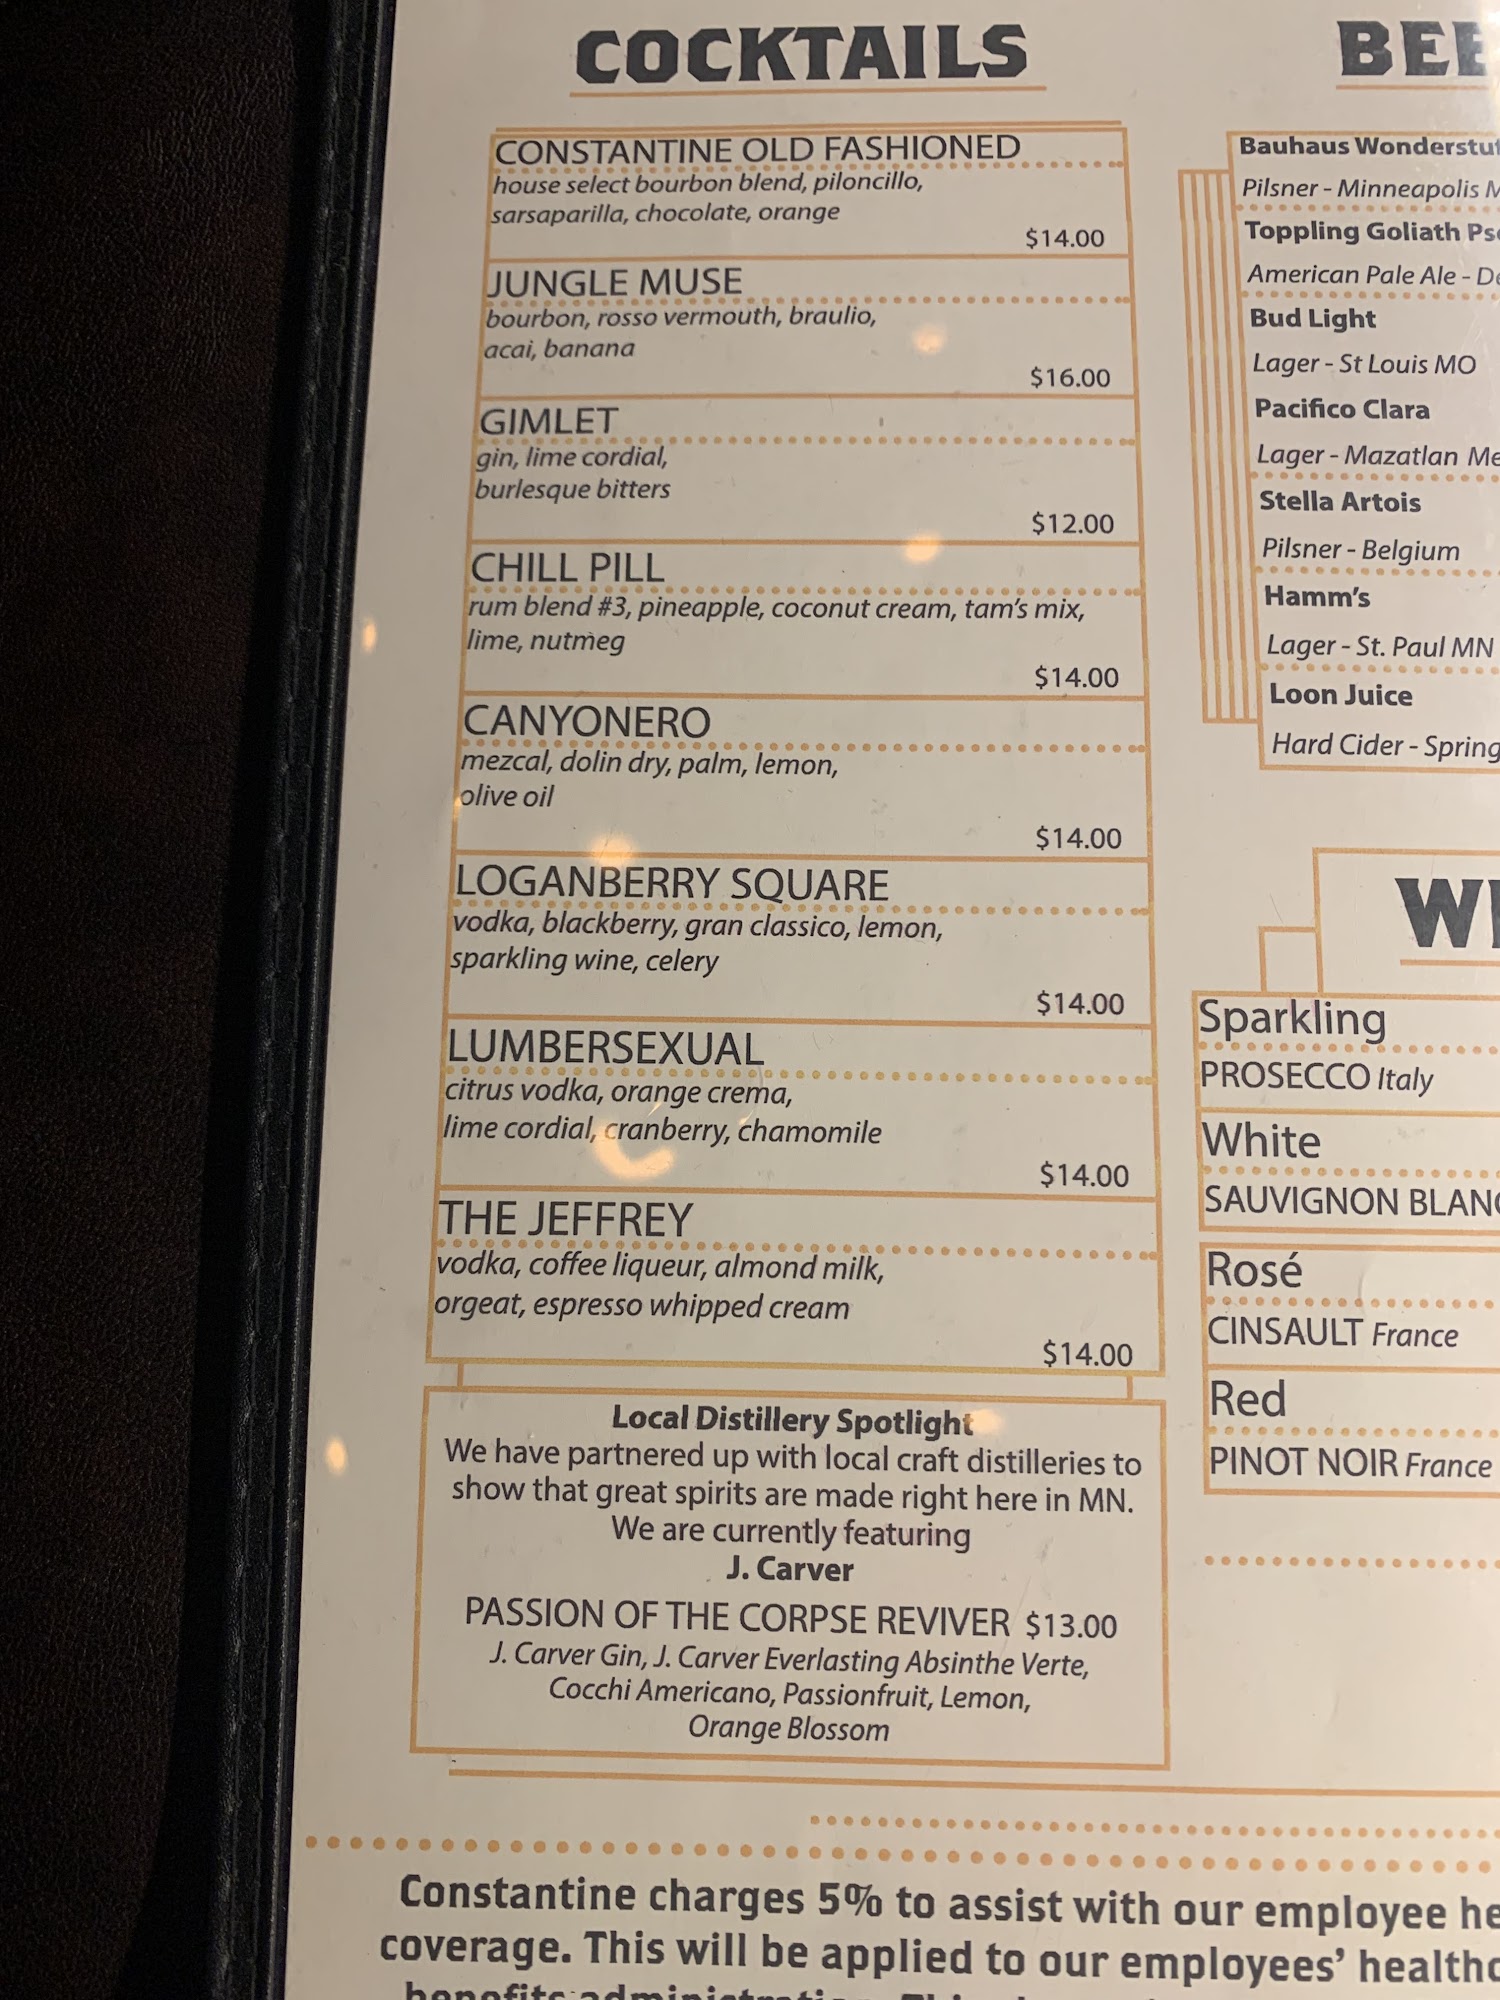 COCKTAILS
CONSTANTINE OLD FASHIONED
house select bourbon blend, piloncillo,
sarsaparilla, chocolate, orange
$14.00
JUNGLE MUSE
bourbon, rosso vermouth, braulio,
acai, banana
$16.00
GIMLET
gin, lime cordial,
burlesque bitters
$12.00
CHILL PILL
rum blend #3, pineapple, coconut cream, tam's mix,
lime, nutmeg
$14.00
CANYONERO
mezcal, dolin dry, palm, lemon,
olive oil
$14.00
LOGANBERRY SQUARE
vodka, blackberry, gran classico, lemon,
sparkling wine, celery
$14.00
LUMBERSEXUAL
citrus vodka, orange crema,
lime cordial, cranberry, chamomile
$14.00
THE JEFFREY
vodka, coffee liqueur, almond milk,
orgeat, espresso whipped cream
$14.00
Local Distillery Spotlight
We have partnered up with local craft distilleries to
show that great spirits are made right here in MN.
We are currently featuring
J. Carver
PASSION OF THE CORPSE REVIVER $13.00
J. Carver Gin, J. Carver Everlasting Absinthe Verte,
Cocchi Americano, Passionfruit, Lemon,
Orange Blossom
Bauhaus
Pilsner - Minneapolis
Toppling Goliath
American Pale Ale -
Bud Light
Lager - St Louis MO
Pacifico Clara
Lager - Mazatlan
Stella Artois
Pilsner - Belgium
Hamm's
Lager - St. Paul MN
Loon Juice
Hard Cider - Spring
Sparkling
PROSECCO Italy
White
SAUVIGNON
Rosé
CINSAULT France
Red
PINOT NOIR France
Constantine charges 5% to assist with our employee
coverage. This will be applied to our employees'